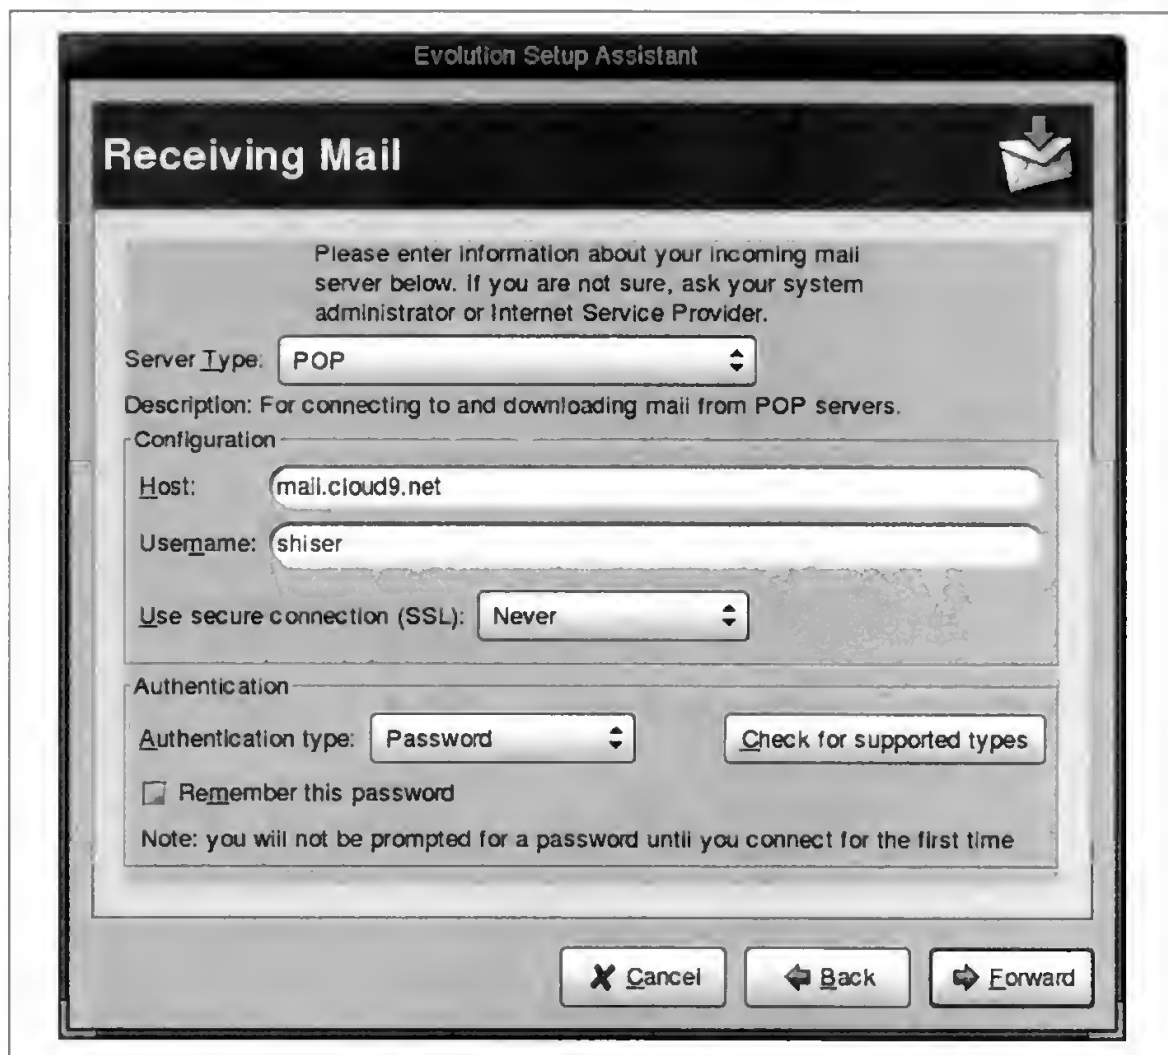 Evolution Setup Assistant
Receiving Mail
Please enter information about your incoming mail
server below. If you are not sure, ask your system
administrator or Internet Service Provider.
Server Type: POP
Description: For connecting to and downloading mail from POP servers.
Configuration
Host: mail.cloud9.net
Username: shiser
Use secure connection (SSL): Never
Authentication
Authentication type: Password Check for supported types
Remember this password
Note: you will not be prompted for a password until you connect for the first time
Cancel Back Forward